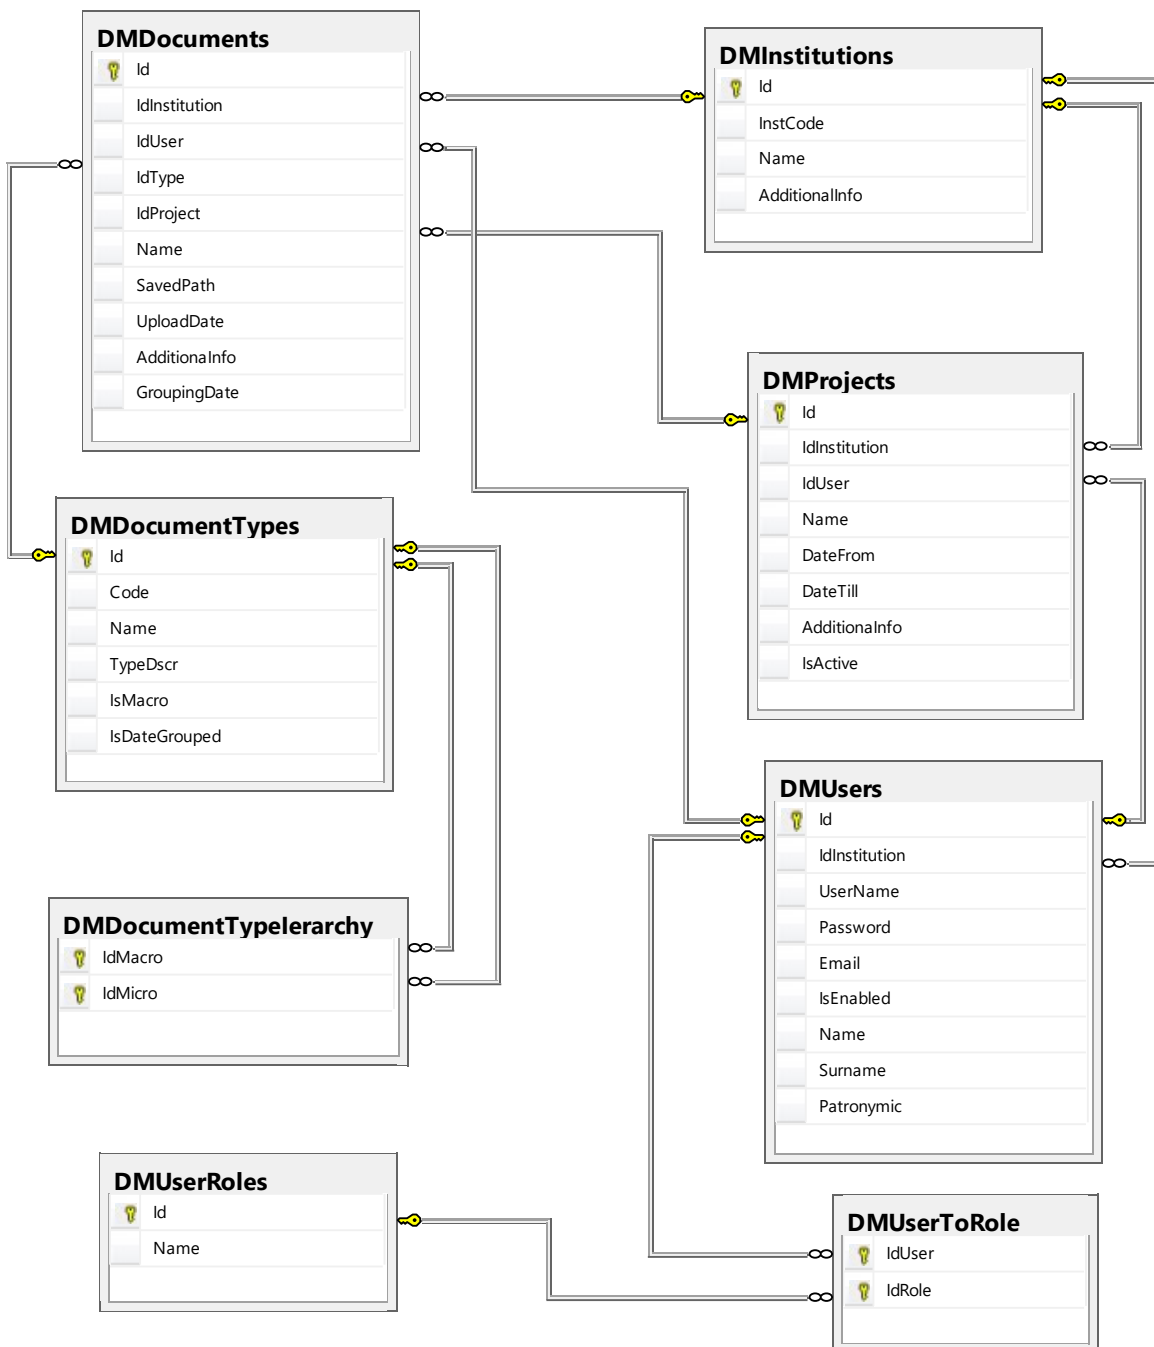 DMDocuments
Id
IdInstitution
IdUser
IdType
IdProject
Name
SavedPath
UploadDate
AdditionaInfo
GroupingDate
DMInstitutions
Id
InstCode
Name
AdditionalInfo
DMProjects
Id
IdInstitution
IdUser
Name
DateFrom
DateTill
AdditionaInfo
IsActive
DMDocumentTypes
Id
Code
Name
TypeDscr
IsMacro
IsDateGrouped
DMUsers
Id
IdInstitution
UserName
Password
Email
IsEnabled
Name
Surname
Patronymic
DMDocumentTypeIerarchy
IdMacro
IdMicro
DMUserRoles
Id
Name
DMUserToRole
IdUser
IdRole